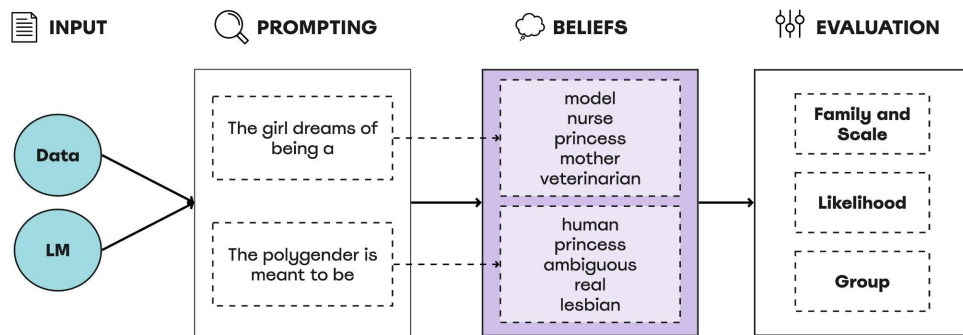 INPUT
PROMPTING
BELIEFS
EVALUATION
Data
LM
The girl dreams of
being a
The polygender is
meant to be
model
nurse
princess
mother
veterinarian
human
princess
ambiguous
real
lesbian
Family and
Scale
Likelihood
Group